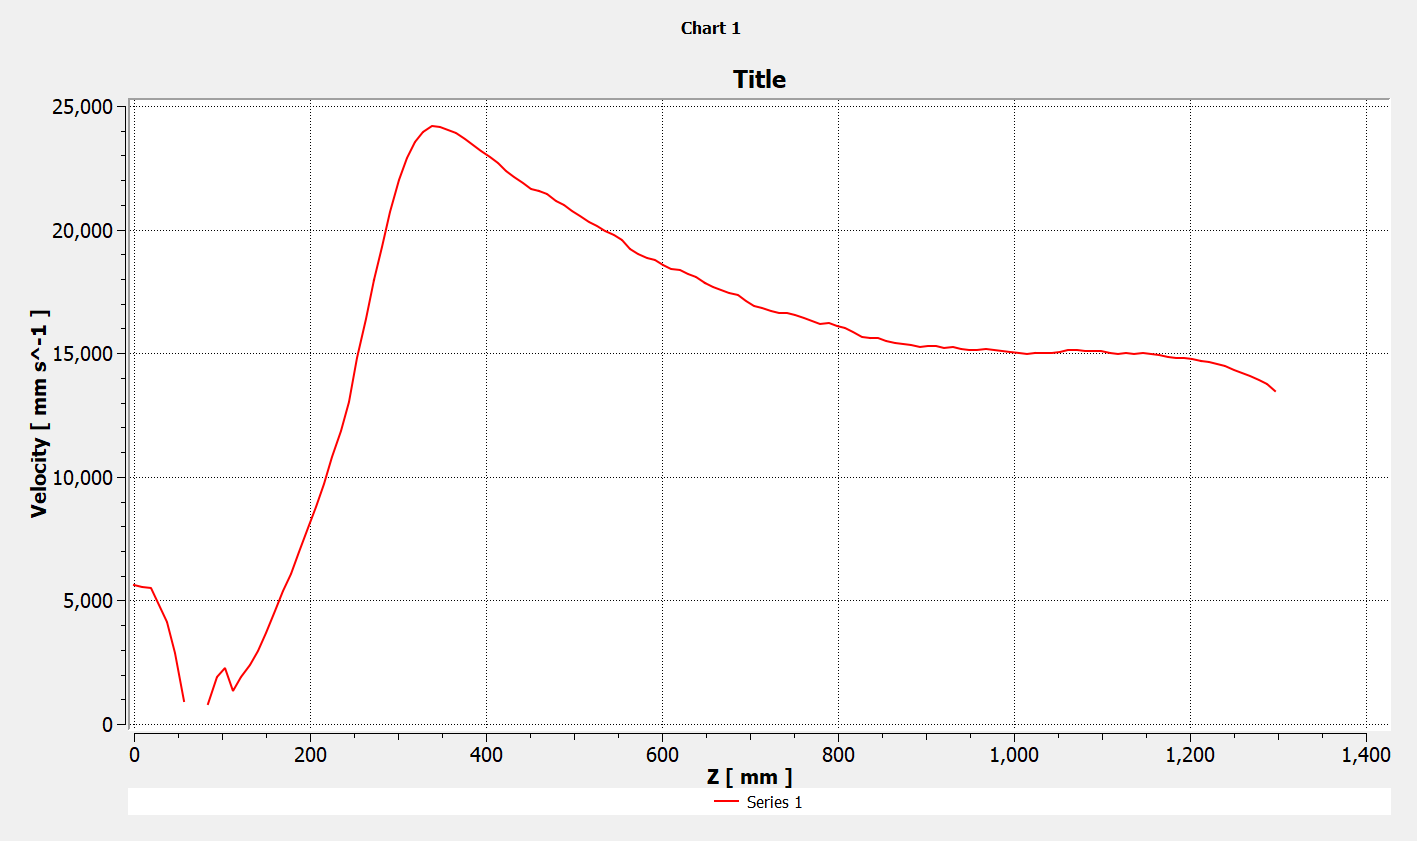 Chart 1
Title
25,000
20,000
15,000
10,000
5,000
0
Velocity [ mm s^-1 ]
0 200 400 600 800 1,000 1,200 1,400
Z [ mm ]
Series 1